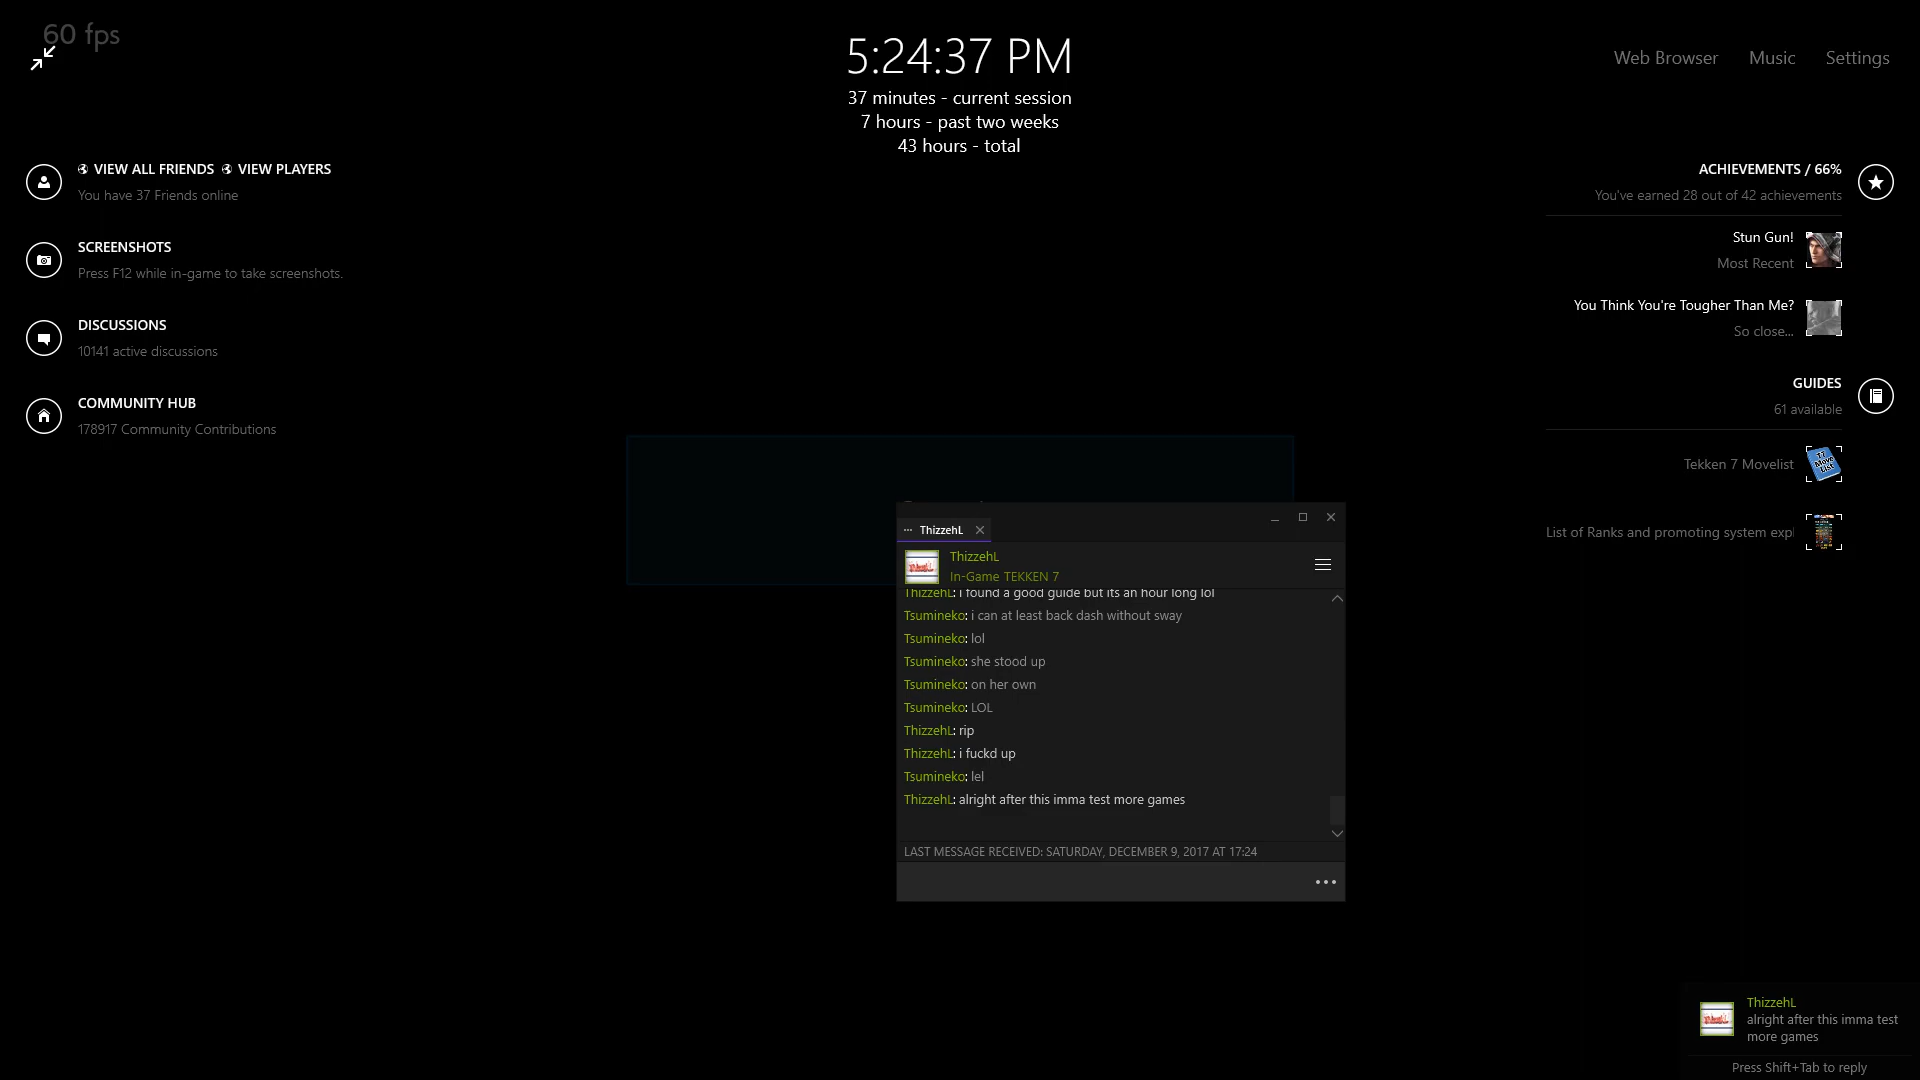 60 fps
5:24:37 PM
37 minutes - current session
7 hours - past two weeks
43 hours - total
Web Browser
Music
Settings
VIEW ALL FRIENDS
VIEW PLAYERS
You have 37 Friends online
SCREENSHOTS
Press F12 while in-game to take screenshots.
DISCUSSIONS
10141 active discussions
COMMUNITY HUB
178917 Community Contributions
ACHIEVEMENTS / 66%
You've earned 28 out of 42 achievements
Stun Gun!
Most Recent
You Think You're Tougher Than Me?
So close...
GUIDES
61 available
Tekken 7 Movelist
List of Ranks and promoting system expl
ThizzehL
ThizzehL
In-Game TEKKEN 7
ThizzehL: i found a good guide but its an hour long lol
Tsumineko: i can at least back dash without sway
Tsumineko: lol
Tsumineko: she stood up
Tsumineko: on her own
Tsumineko: LOL
ThizzehL: rip
ThizzehL: i fuckd up
Tsumineko: lel
ThizzehL: alright after this imma test more games
LAST MESSAGE RECEIVED: SATURDAY, DECEMBER 9, 2017 AT 17:24
ThizzehL
alright after this imma test
more games
Press Shift+Tab to reply